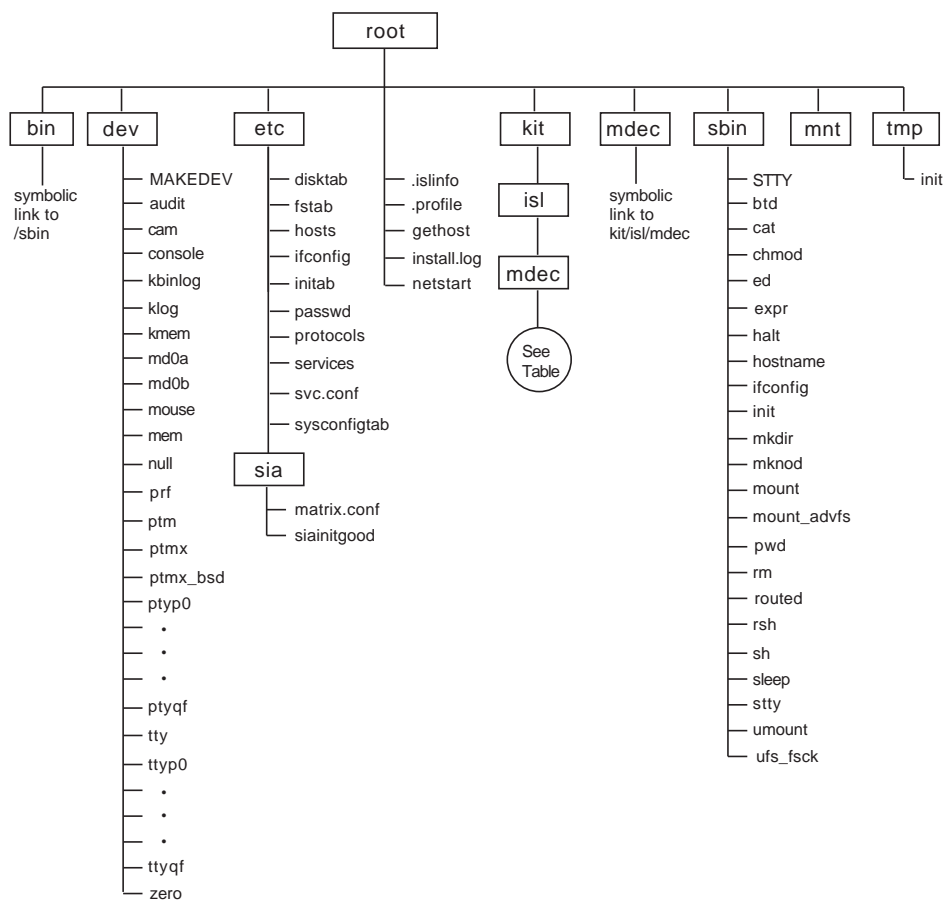 root
bin
dev
etc
kit
mdec
sbin
mnt
tmp
symbolic
link to
/sbin
MAKEDEV
audit
cam
console
kbinlog
klog
kmem
md0a
md0b
mouse
mem
null
prf
ptm
ptmx
ptmx_bsd
ptyp0
.
.
.
ptyqf
tty
ttyp0
.
.
.
ttyqf
zero
disktab
fstab
hosts
ifconfig
initab
passwd
protocols
services
svc.conf
sysconfigtab
sia
matrix.conf
siainitgood
.islinfo
.profile
gethost
install.log
netstart
isl
mdec
See
Table
symbolic
link to
kit/isl/mdec
STTY
btd
cat
chmod
ed
expr
halt
hostname
ifconfig
init
mkdir
mknod
mount
mount_advfs
pwd
rm
routed
rsh
sh
sleep
stty
umount
ufs_fsck
init